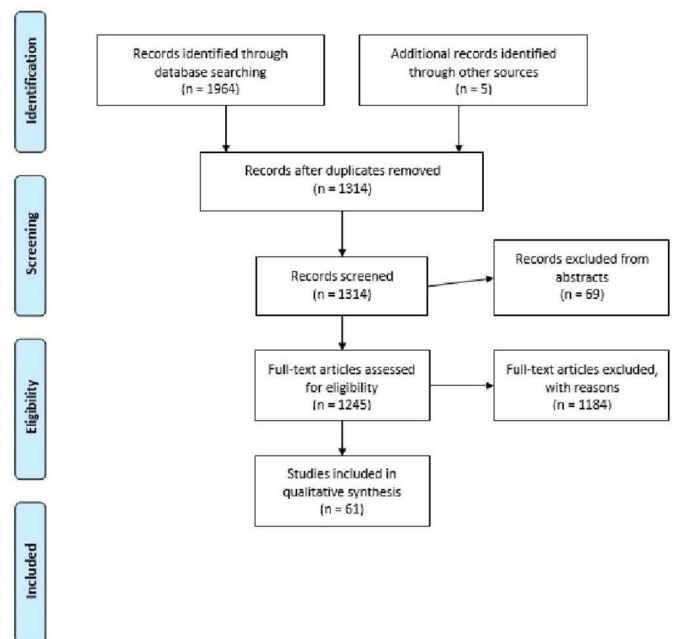 Identification
Records identified through
database searching
(n = 1964)
Additional records identified
through other sources
(n = 5)
Records after duplicates removed
(n = 1314)
Screening
Records screened
(n = 1314)
Records excluded from
abstracts
(n = 69)
Eligibility
Full-text articles assessed
for eligibility
(n = 1245)
Full-text articles excluded,
with reasons
(n = 1184)
Studies included in
qualitative synthesis
(n = 61)
Included